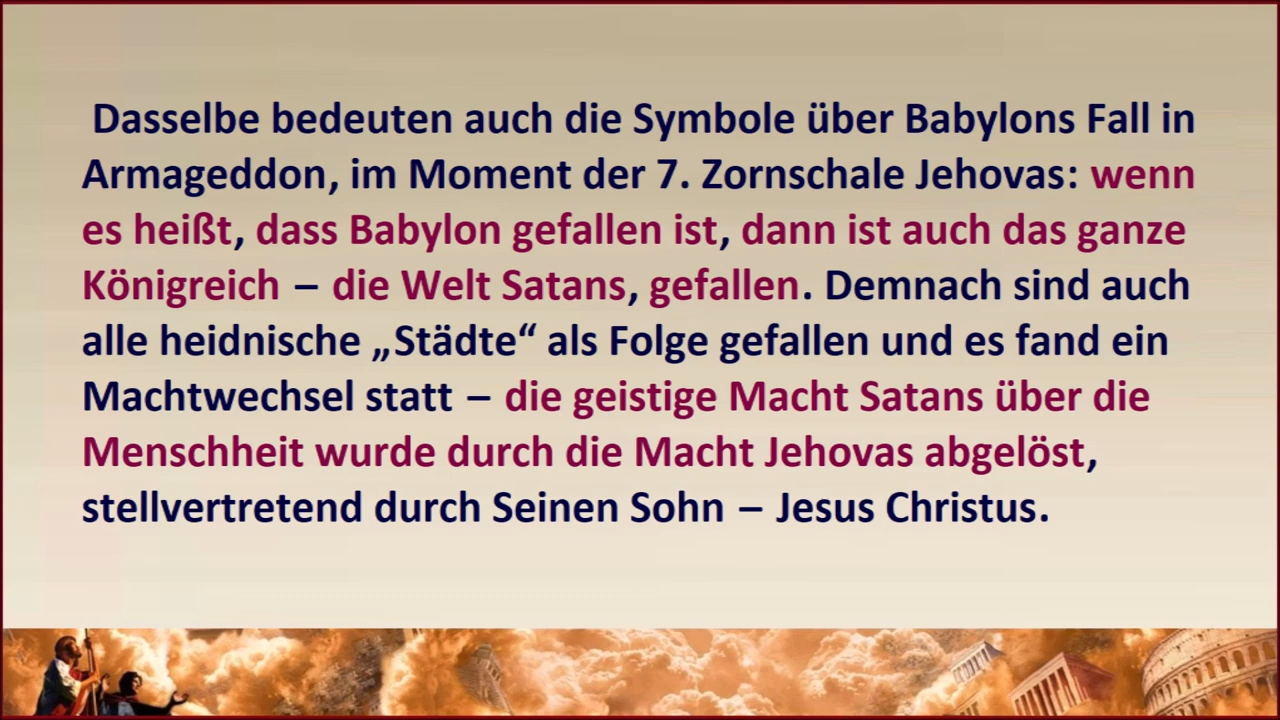 Dasselbe bedeuten auch die Symbole über Babylons Fall in
Armageddon, im Moment der 7. Zornschale Jehovas: wenn
es heißt, dass Babylon gefallen ist, dann ist auch das ganze
Königreich – die Welt Satans, gefallen. Demnach sind auch
alle heidnische „Städte“ als Folge gefallen und es fand ein
Machtwechsel statt – die geistige Macht Satans über die
Menschheit wurde durch die Macht Jehovas abgelöst,
stellvertretend durch Seinen Sohn – Jesus Christus.